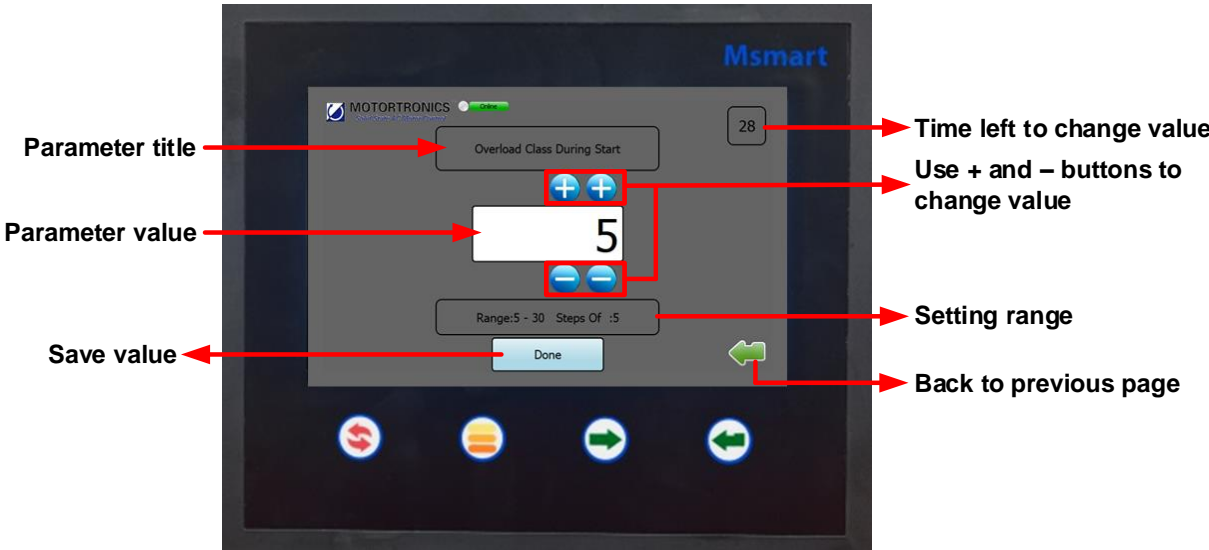 Msmart
MOTORTRONICS
Online
28
Time left to change value
Parameter title
Overload Class During Start
Use + and – buttons to
change value
Parameter value
5
Range:5 - 30 Steps Of :5
Setting range
Save value
Done
Back to previous page